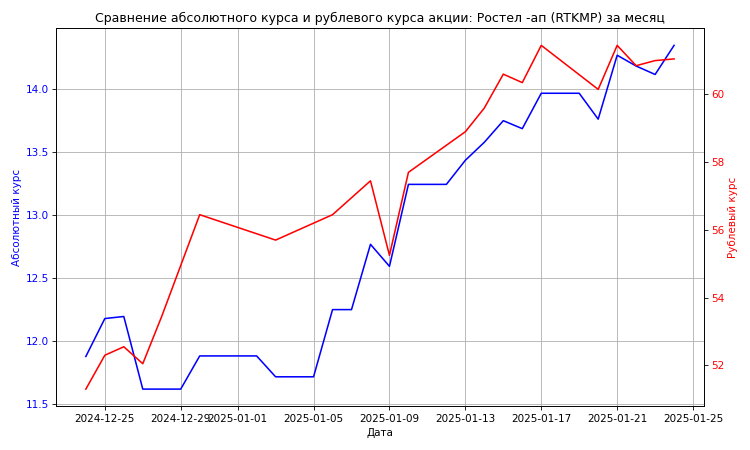 Сравнение абсолютного курса и рублевого курса акции: Ростел -ап (RTKMP) за месяц
Абсолютный курс
14.0
13.5
13.0
12.5
12.0
11.5
60
58
56
54
52
Рублевый курс
2024-12-25 2024-12-29 2025-01-01 2025-01-05 2025-01-09 2025-01-13 2025-01-17 2025-01-21 2025-01-25
Дата